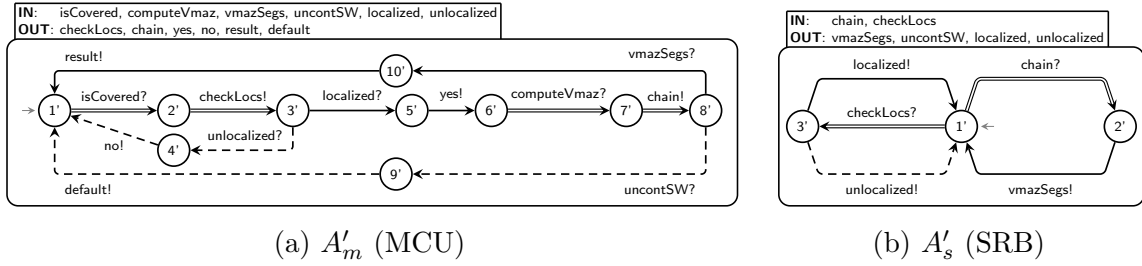 IN: isCovered, computeVmaz, vmazSegs, uncontSW, localized, unlocalized
OUT: checkLocs, chain, yes, no, result, default
result!
10'
vmazSegs?
1'
isCovered?
2'
checkLocs!
3'
localized?
5'
yes!
6'
computeVmaz?
7'
chain!
8'
no!
4'
unlocalized?
default!
9'
uncontSW?
(a) A′m (MCU)
IN: chain, checkLocs
OUT: vmazSegs, uncontSW, localized, unlocalized
localized!
chain?
3'
checkLocs?
1'
2'
unlocalized!
vmazSegs!
(b) A′s (SRB)